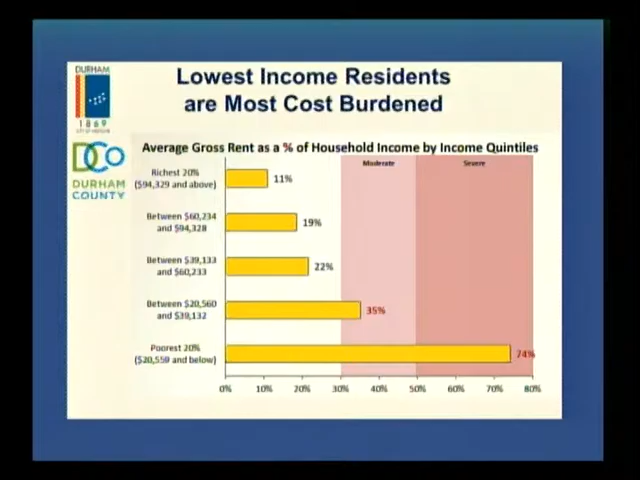 DURHAM
1869
CITY OF MEDICINE
DCO
DURHAM
COUNTY
Lowest Income Residents
are Most Cost Burdened
Average Gross Rent as a % of Household Income by Income Quintiles
Moderate
Severe
Richest 20%
($94,329 and above)
11%
Between $60,234
and $94,328
19%
Between $39,133
and $60,233
22%
Between $20,560
and $39,132
35%
Poorest 20%
($20,559 and below)
74%
0%
10%
20%
30%
40%
50%
60%
70%
80%